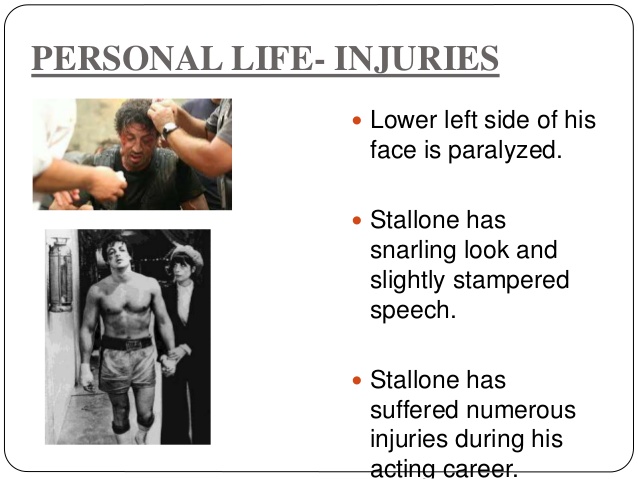 PERSONAL LIFE- INJURIES
Lower left side of his
face is paralyzed.
Stallone has
snarling look and
slightly stampered
speech.
Stallone has
suffered numerous
injuries during his
acting career.